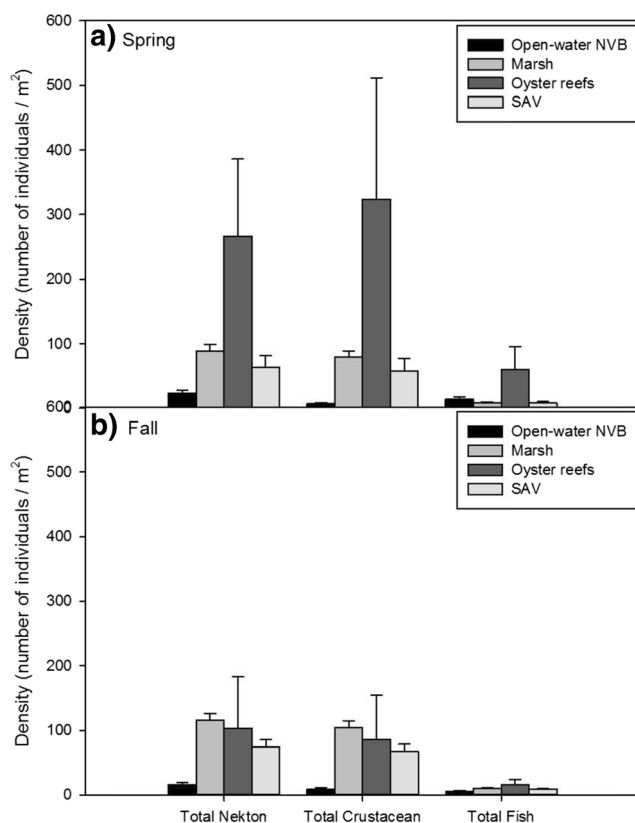 600
a) Spring
Open-water NVB
Marsh
Oyster reefs
SAV
500
400
300
200
100
Density (number of individuals / m²)
600
0
b) Fall
Open-water NVB
Marsh
Oyster reefs
SAV
500
400
300
200
100
0
Density (number of individuals / m²)
Total Nekton Total Crustacean Total Fish